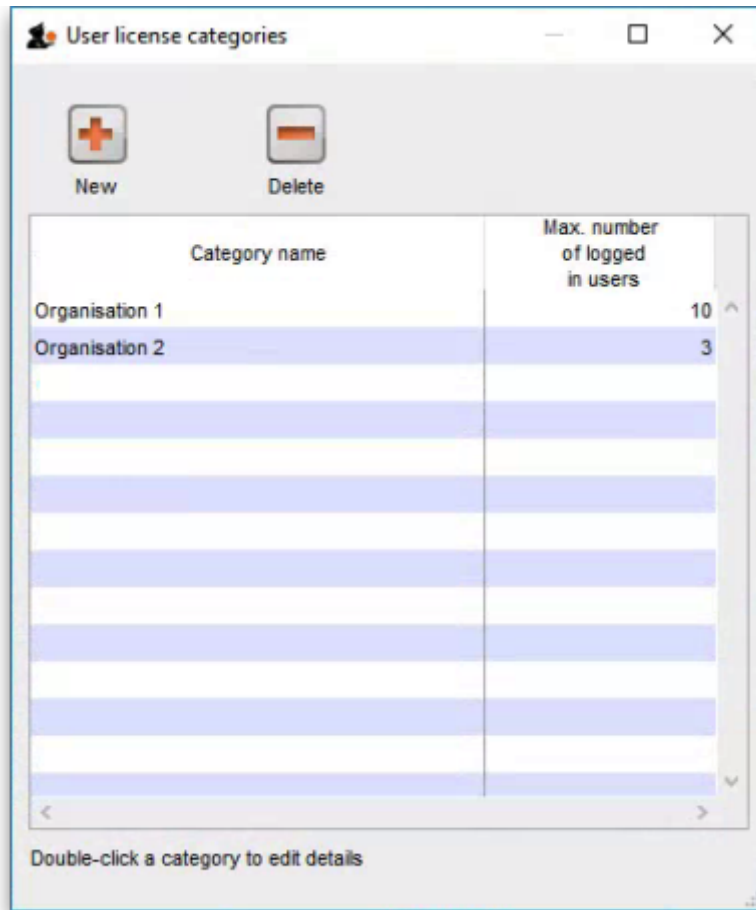 User license categories
New Delete
Category name
Max. number
of logged
in users
Organisation 1 10
Organisation 2 3
Double-click a category to edit details